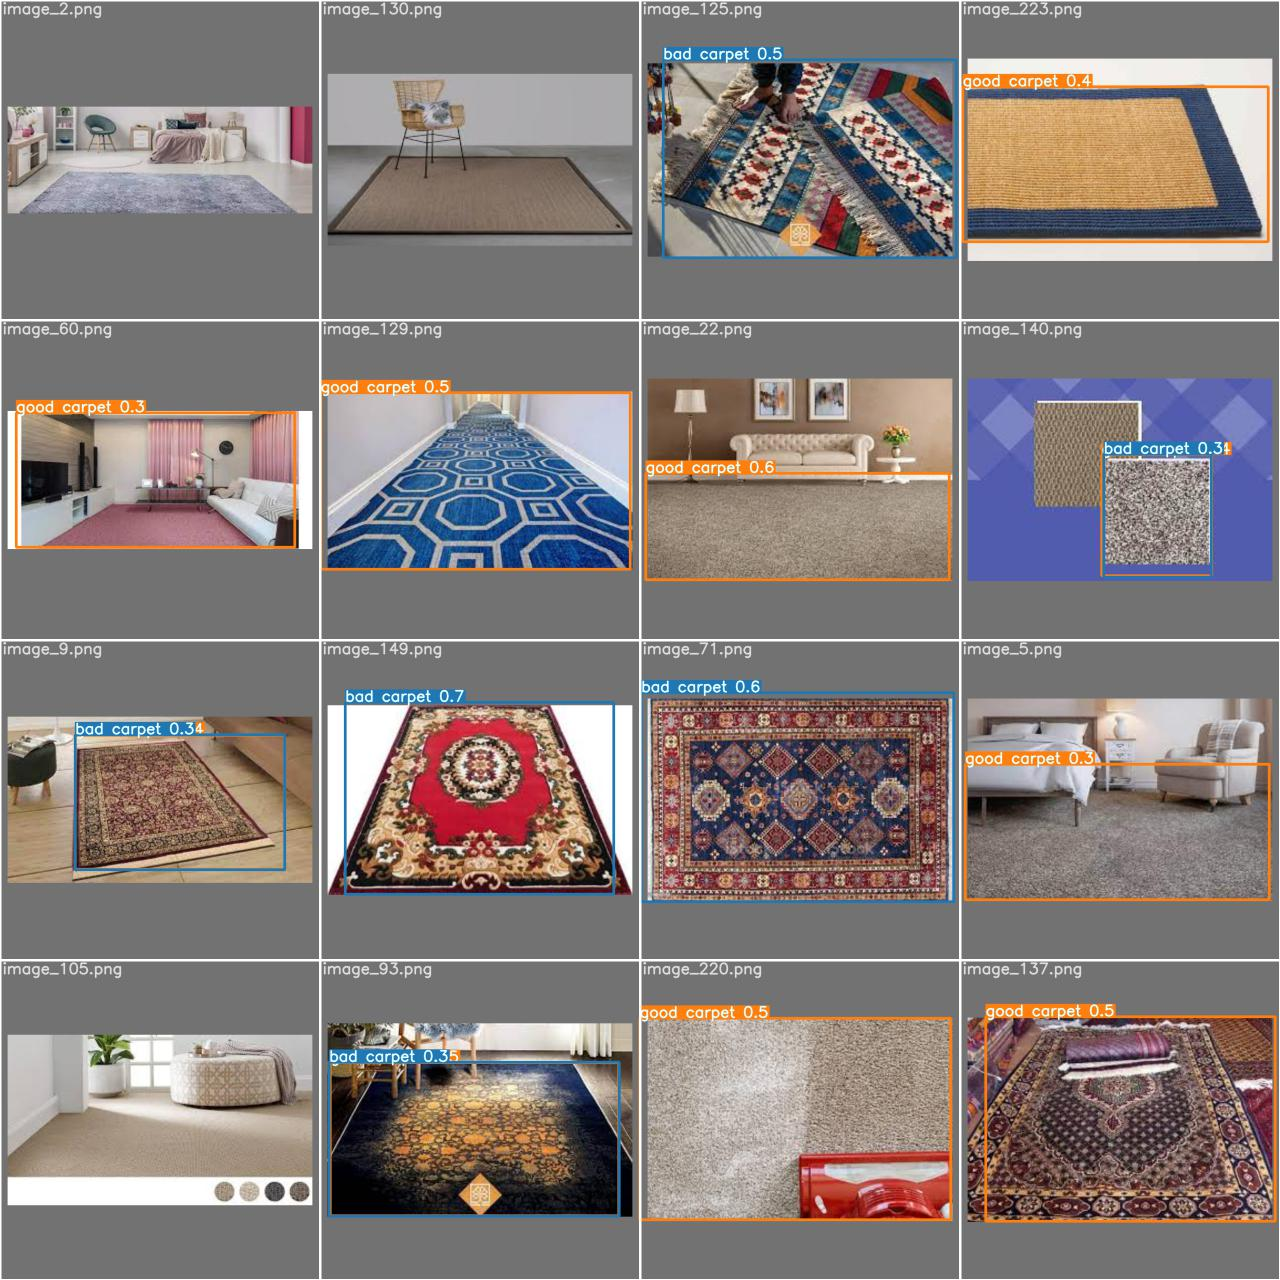 image_2.png
image_130.png
image_125.png
image_223.png
bad carpet 0.5
good carpet 0.4
image_60.png
image_129.png
image_22.png
image_140.png
good carpet 0.3
good carpet 0.5
good carpet 0.6
bad carpet 0.3
image_9.png
image_149.png
image_71.png
image_5.png
bad carpet 0.3
bad carpet 0.7
bad carpet 0.6
good carpet 0.3
image_105.png
image_93.png
image_220.png
image_137.png
bad carpet 0.3
good carpet 0.5
good carpet 0.5